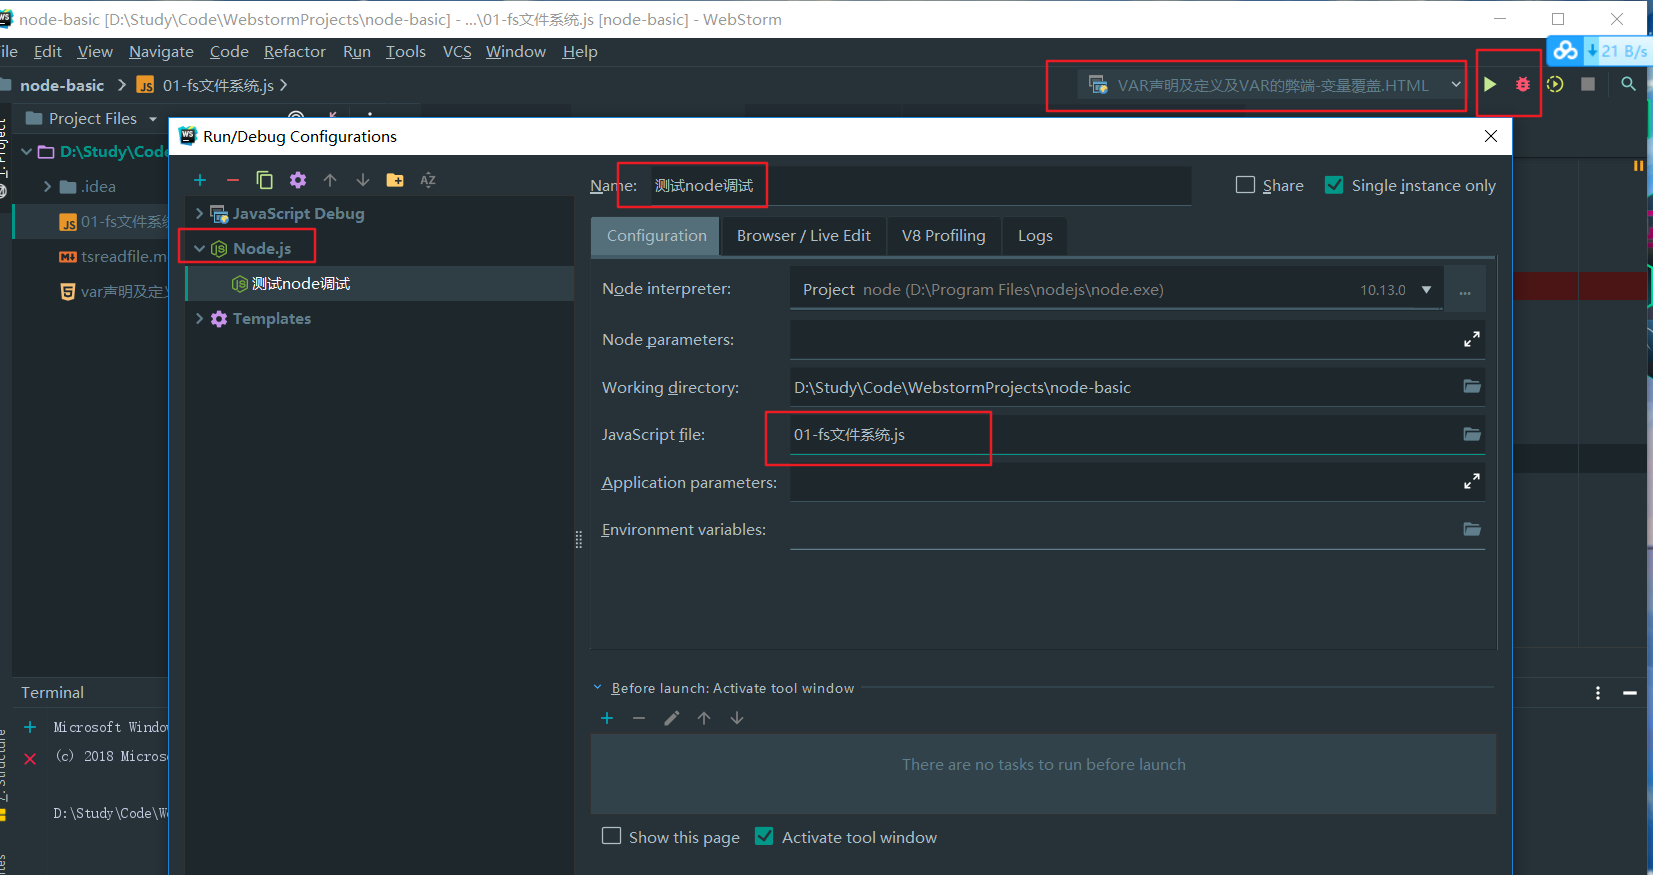 node-basic [D:\Study\Code\WebstormProjects\node-basic] - ...\01-fs文件系统.js [node-basic] - WebStorm
ile Edit View Navigate Code Refactor Run Tools VCS Window Help
21 B/s
node-basic 01-fs文件系统.js
VAR声明及定义及VAR的弊端-变量覆盖.HTML
Project Files
Run/Debug Configurations
D:\Study\Code
.idea
01-fs文件系统
tsreadfile.m
var声明及定义
JavaScript Debug
Node.js
测试node调试
Templates
Name: 测试node调试
Share
Single instance only
Configuration Browser / Live Edit V8 Profiling Logs
Node interpreter: Project node (D:\Program Files\nodejs\node.exe) 10.13.0 ...
Node parameters:
Working directory: D:\Study\Code\WebstormProjects\node-basic
JavaScript file: 01-fs文件系统.js
Application parameters:
Environment variables:
Before launch: Activate tool window
There are no tasks to run before launch
Show this page Activate tool window
Terminal
Microsoft Window
(c) 2018 Microso
D:\Study\Code\We
1: Project
7: Structure